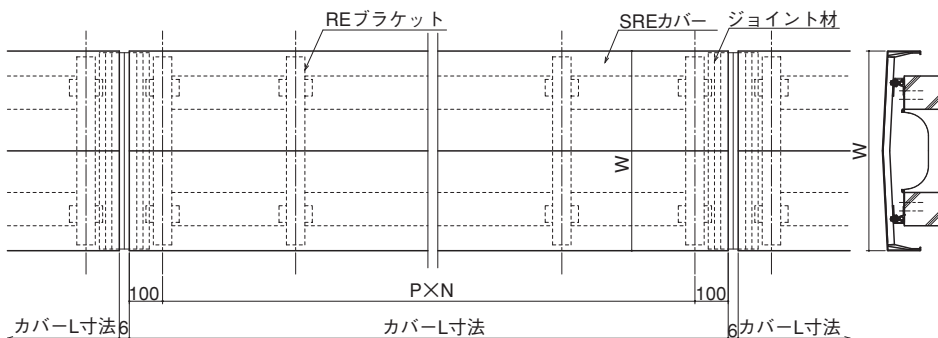 REブラケット
SREカバー
ジョイント材
W
W
100
P×N
100
カバーL寸法
6
カバーL寸法
6
カバーL寸法